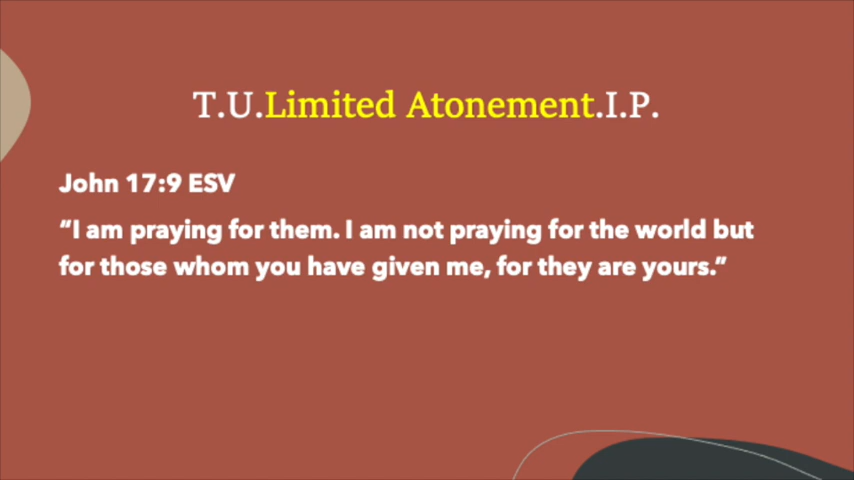 T.U.Limited Atonement.I.P.
John 17:9 ESV
“I am praying for them. I am not praying for the world but
for those whom you have given me, for they are yours.”